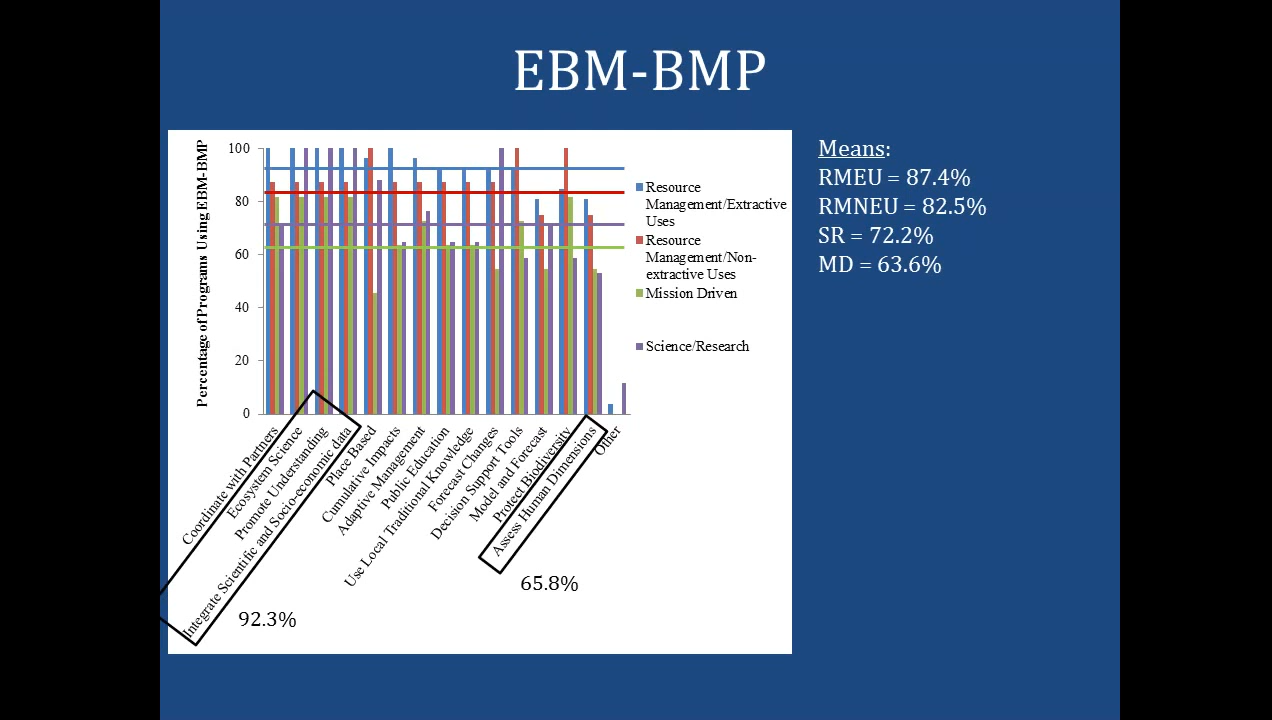 EBM-BMP
Percentage of Programs Using EBM-BMP
100
80
60
40
20
0
Coordinate with Partners
Ecosystem Science
Promote Understanding
Integrate Scientific and Socio-economic data
Place Based
Cumulative Impacts
Adaptive Management
Public Education
Use Local Traditional Knowledge
Forecast Changes
Decision Support Tools
Model and Forecast
Protect Biodiversity
Assess Human Dimensions
Other
92.3%
65.8%
Resource
Management/Extractive
Uses
Resource
Management/Non-
extractive Uses
Mission Driven
Science/Research
Means:
RMEU = 87.4%
RMNEU = 82.5%
SR = 72.2%
MD = 63.6%